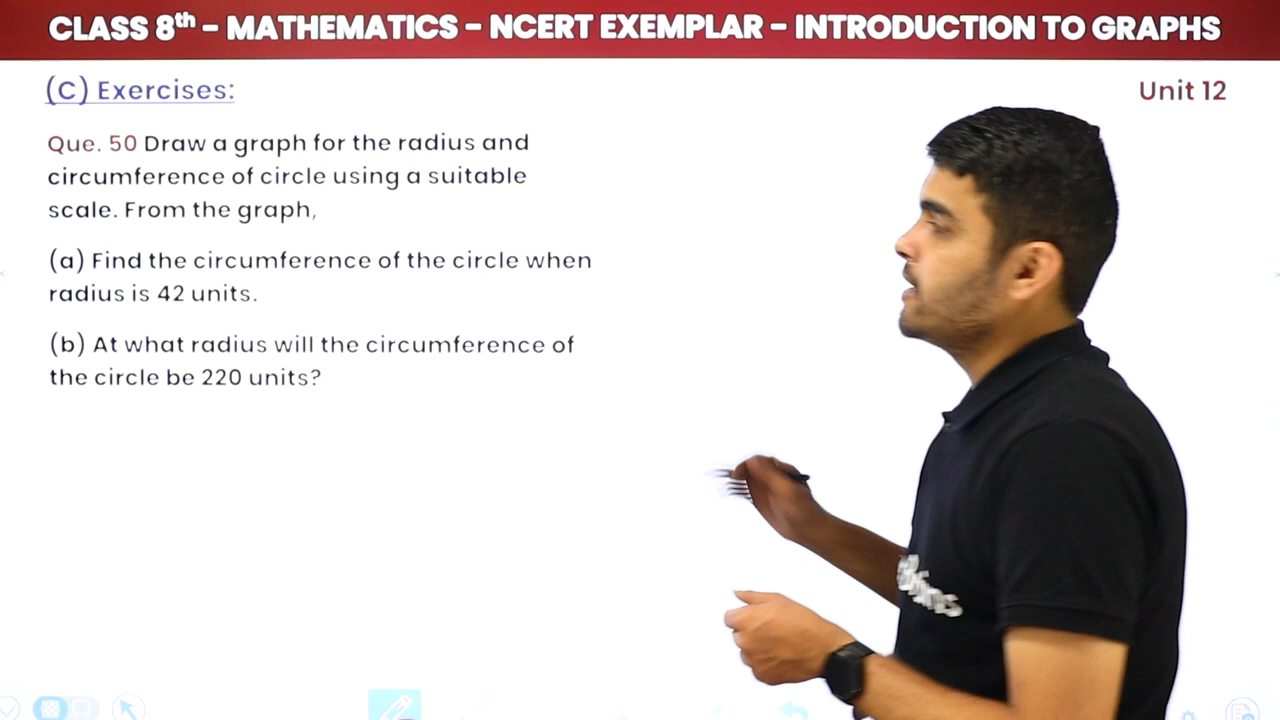 CLASS 8th - MATHEMATICS - NCERT EXEMPLAR - INTRODUCTION TO GRAPHS
(C) Exercises:
Unit 12
Que. 50 Draw a graph for the radius and
circumference of circle using a suitable
scale. From the graph,
(a) Find the circumference of the circle when
radius is 42 units.
(b) At what radius will the circumference of
the circle be 220 units?